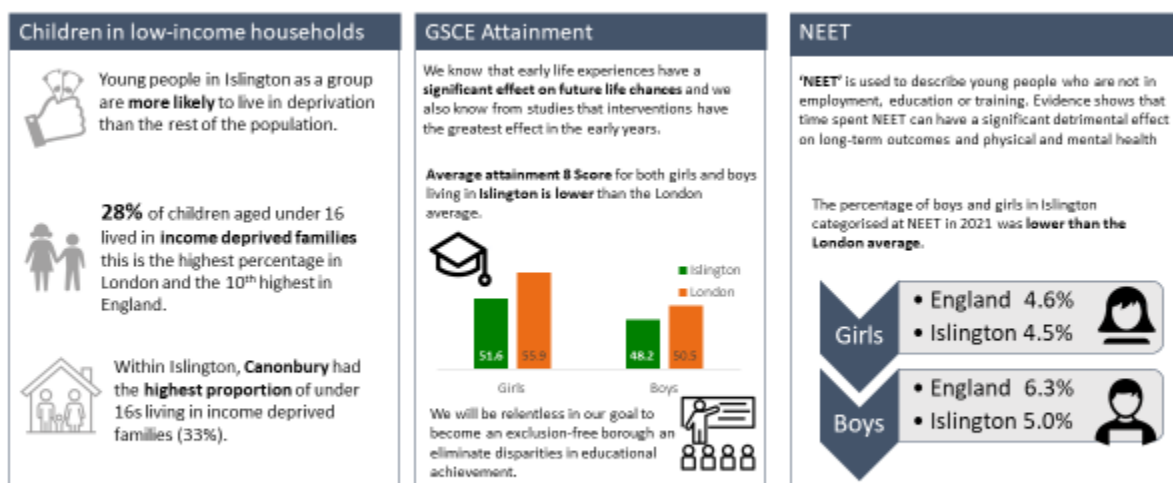 Children in low-income households
Young people in Islington as a group
are more likely to live in deprivation
than the rest of the population.
28% of children aged under 16
lived in income deprived families
this is the highest percentage in
London and the 10th highest in
England.
Within Islington, Canonbury had
the highest proportion of under
16s living in income deprived
families (33%).
GSCE Attainment
We know that early life experiences have a
significant effect on future life chances and we
also know from studies that interventions have
the greatest effect in the early years.
Average attainment 8 Score for both girls and boys
living in Islington is lower than the London
average.
Islington
London
51.6
55.9
48.2
50.5
Girls
Boys
We will be relentless in our goal to
become an exclusion-free borough an
eliminate disparities in educational
achievement.
NEET
'NEET' is used to describe young people who are not in
employment, education or training. Evidence shows that
time spent NEET can have a significant detrimental effect
on long-term outcomes and physical and mental health
The percentage of boys and girls in Islington
categorised at NEET in 2021 was lower than the
London average.
Girls
• England 4.6%
• Islington 4.5%
Boys
• England 6.3%
• Islington 5.0%